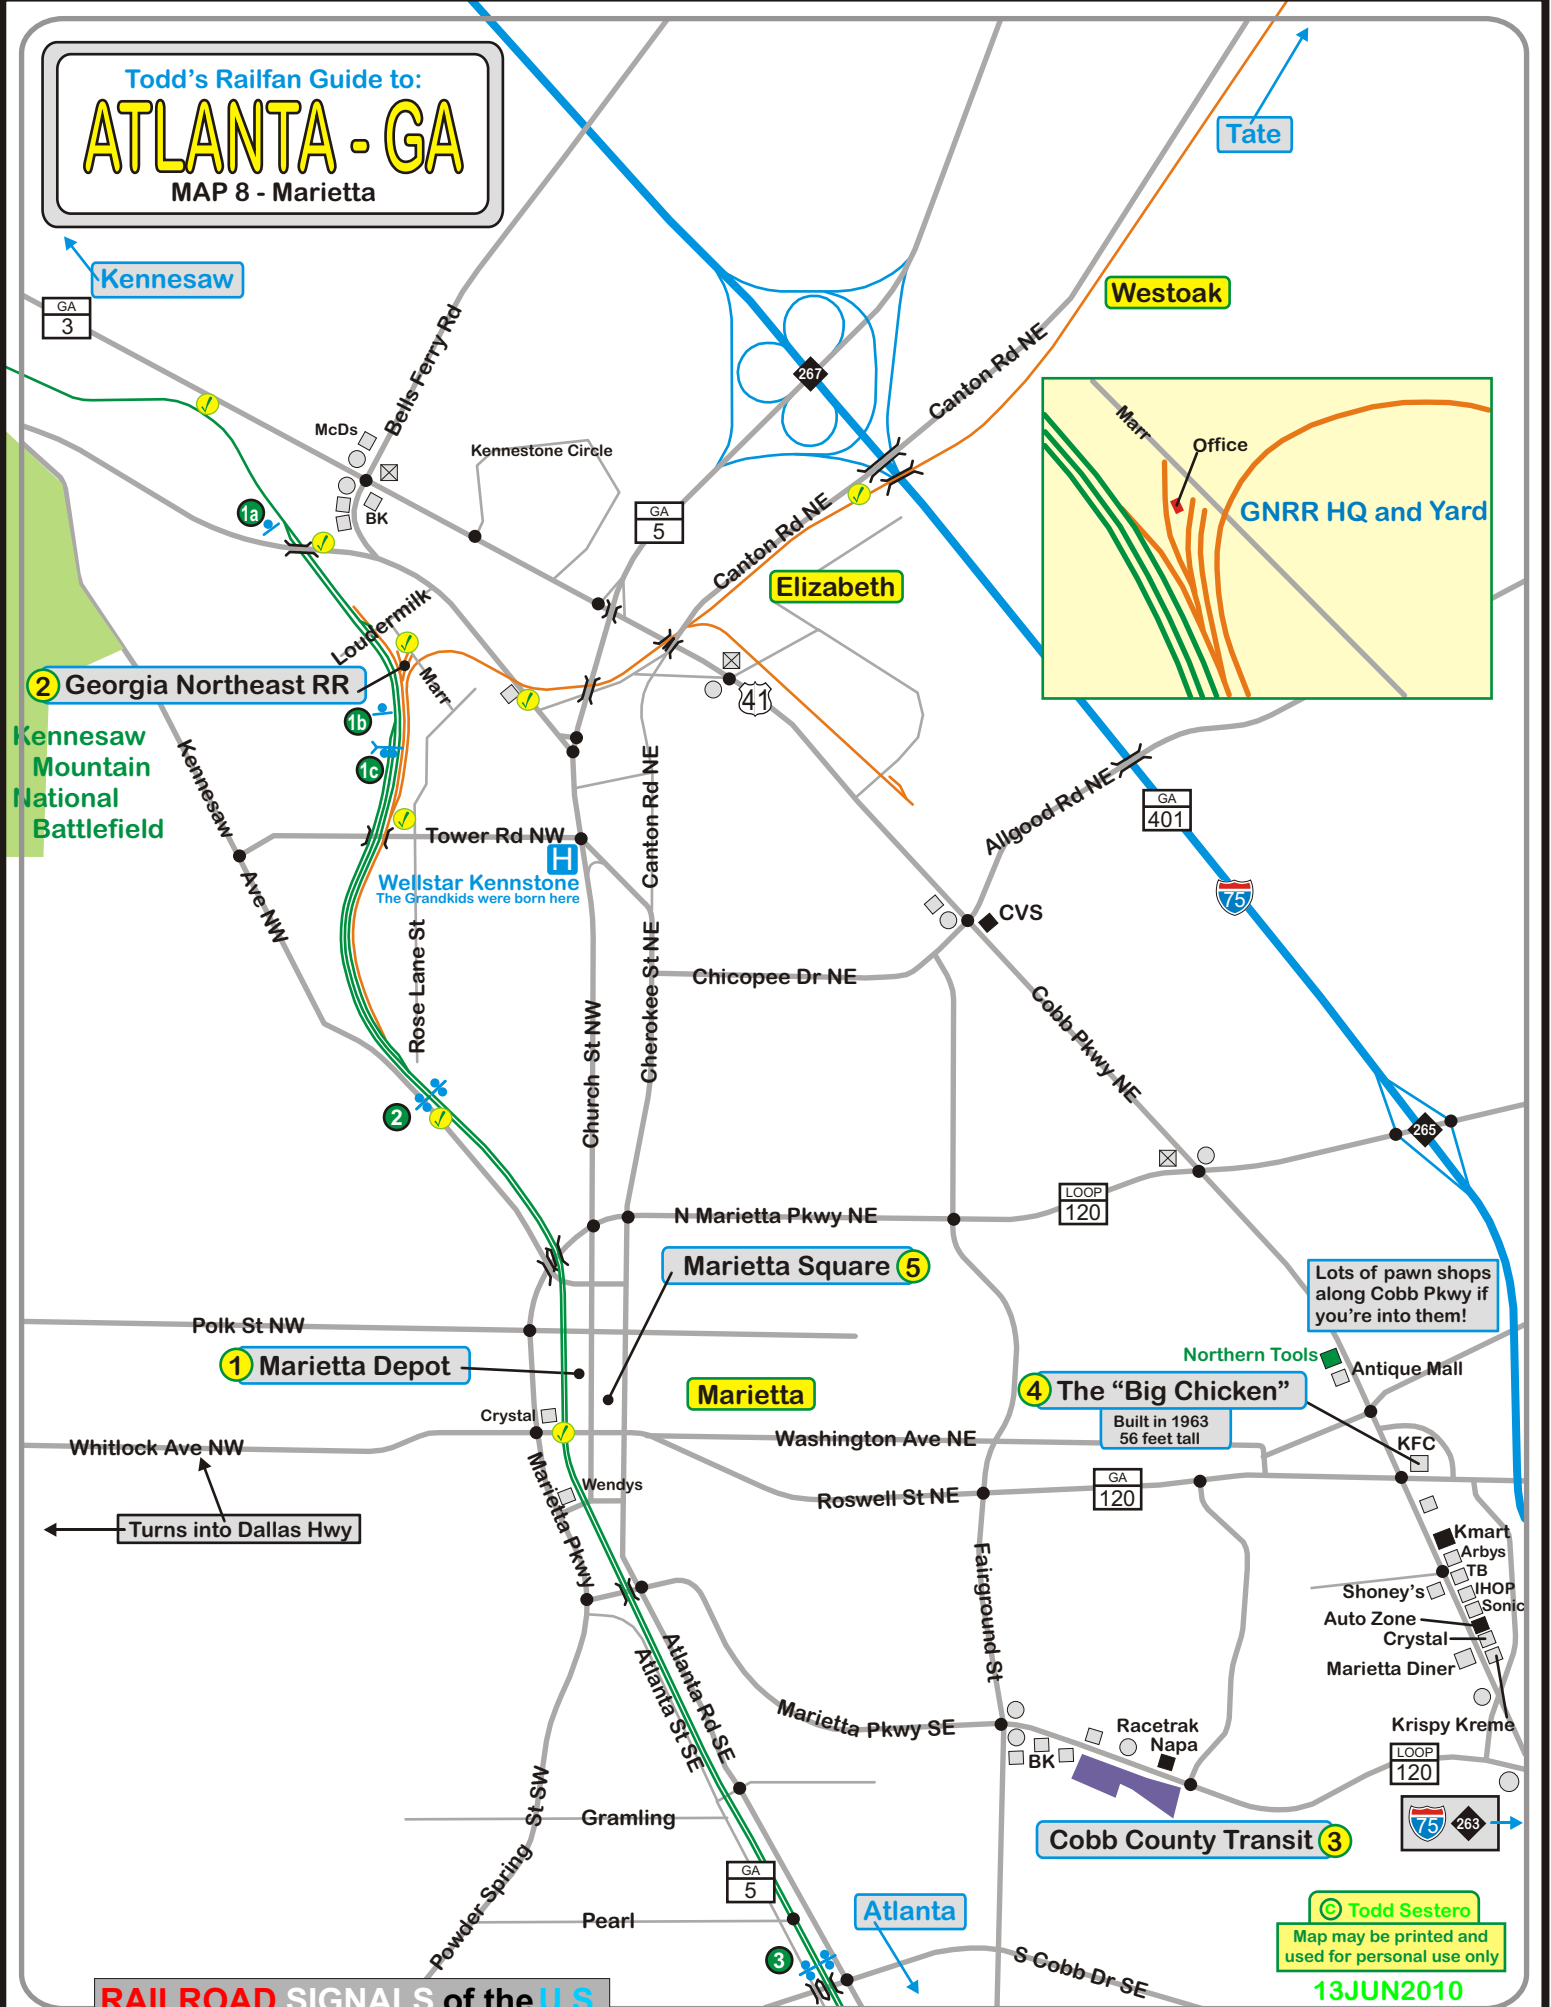 Todd's Railfan Guide to:
ATLANTA - GA
MAP 8 - Marietta
Tate
Kennesaw
GA
3
Westoak
Bells Ferry Rd
267
Canton Rd NE
McDs
Kennestone Circle
BK
1a
GA
5
Canton Rd NE
Elizabeth
Marr
Office
GNRR HQ and Yard
Loudermilk
Marr
2 Georgia Northeast RR
41
1b
1c
Kennesaw
Mountain
National
Battlefield
Kennesaw
Ave NW
Tower Rd NW
H
Wellstar Kennstone
The Grandkids were born here
Canton Rd NE
Allgood Rd NE
GA
401
75
CVS
Rose Lane St
Church St NW
Cherokee St NE
Chicopee Dr NE
Cobb Pkwy NE
2
265
N Marietta Pkwy NE
LOOP
120
Marietta Square 5
Lots of pawn shops
along Cobb Pkwy if
you're into them!
Polk St NW
1 Marietta Depot
Northern Tools
Antique Mall
Marietta
4 The "Big Chicken"
Built in 1963
56 feet tall
Crystal
Whitlock Ave NW
Washington Ave NE
KFC
Wendys
Marietta Pkwy
Roswell St NE
GA
120
Turns into Dallas Hwy
Kmart
Arbys
TB
IHOP
Sonic
Shoney's
Auto Zone
Crystal
Marietta Diner
Krispy Kreme
Fairground St
Atlanta Rd SE
Atlanta St SE
Marietta Pkwy SE
Racetrak
Napa
BK
LOOP
120
75 263
Cobb County Transit 3
Gramling
Powder Spring St SW
GA
5
Pearl
Atlanta
3
S Cobb Dr SE
© Todd Sestero
Map may be printed and
used for personal use only
13JUN2010
RAILROAD SIGNALS of the U.S